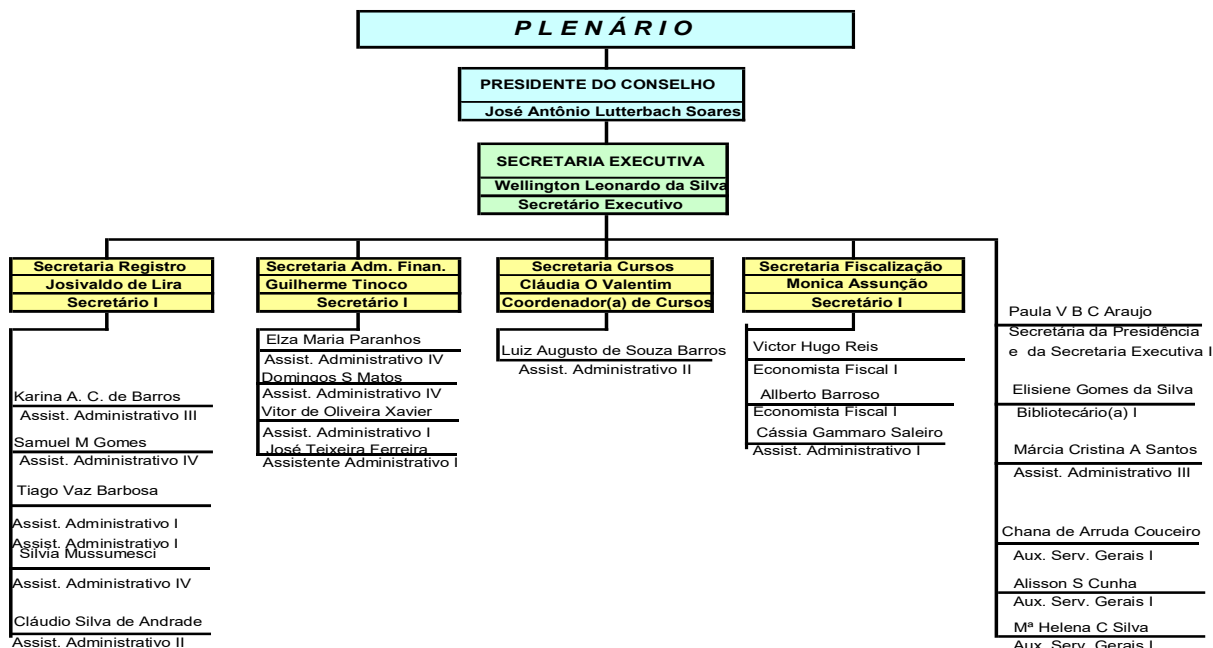 PLENÁRIO
PRESIDENTE DO CONSELHO
José Antônio Lutterbach Soares
SECRETARIA EXECUTIVA
Wellington Leonardo da Silva
Secretário Executivo
Secretaria Registro
Josivaldo de Lira
Secretário I
Karina A. C. de Barros
Assist. Administrativo III
Samuel M Gomes
Assist. Administrativo IV
Tiago Vaz Barbosa
Assist. Administrativo I
Assist. Administrativo I
Silvia Mussumesci
Assist. Administrativo IV
Cláudio Silva de Andrade
Assist. Administrativo II
Secretaria Adm. Finan.
Guilherme Tinoco
Secretário I
Elza Maria Paranhos
Assist. Administrativo IV
Domingos S Matos
Assist. Administrativo IV
Vitor de Oliveira Xavier
Assist. Administrativo I
José Teixeira Ferreira
Assistente Administrativo I
Secretaria Cursos
Cláudia O Valentim
Coordenador(a) de Cursos
Luiz Augusto de Souza Barros
Assist. Administrativo II
Secretaria Fiscalização
Monica Assunção
Secretário I
Victor Hugo Reis
Economista Fiscal I
Allberto Barroso
Economista Fiscal I
Cássia Gammaro Saleiro
Assist. Administrativo I
Paula V B C Araujo
Secretária da Presidência
e da Secretaria Executiva I
Elisiene Gomes da Silva
Bibliotecário(a) I
Márcia Cristina A Santos
Assist. Administrativo III
Chana de Arruda Couceiro
Aux. Serv. Gerais I
Alisson S Cunha
Aux. Serv. Gerais I
Mª Helena C Silva
Aux. Serv. Gerais I